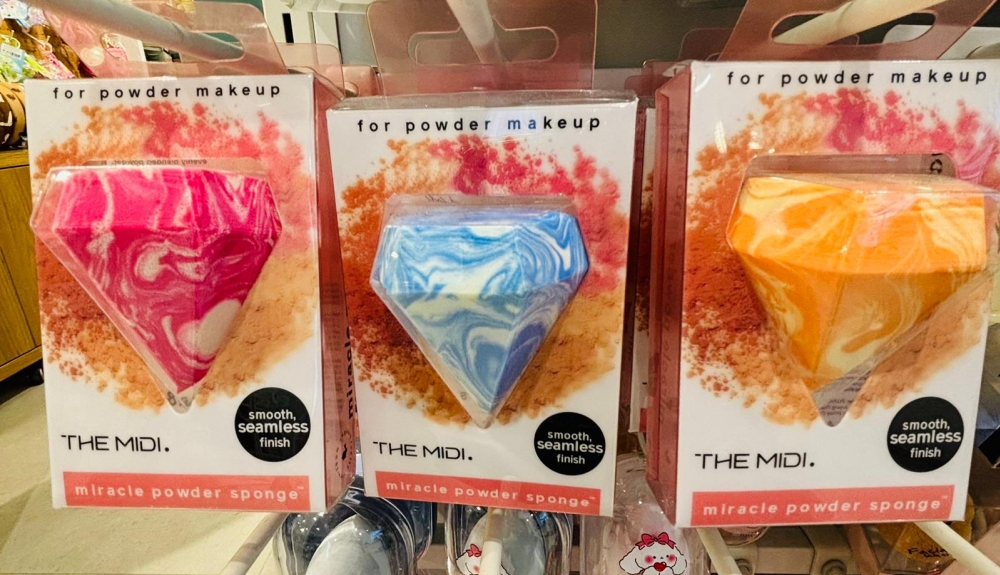 for powder makeup
THE MIDI.
smooth,
seamless
finish
miracle powder sponge™
for powder makeup
THE MIDI.
smooth,
seamless
finish
miracle powder sponge™
for powder makeup
THE MIDI.
smooth,
seamless
finish
miracle powder sponge™